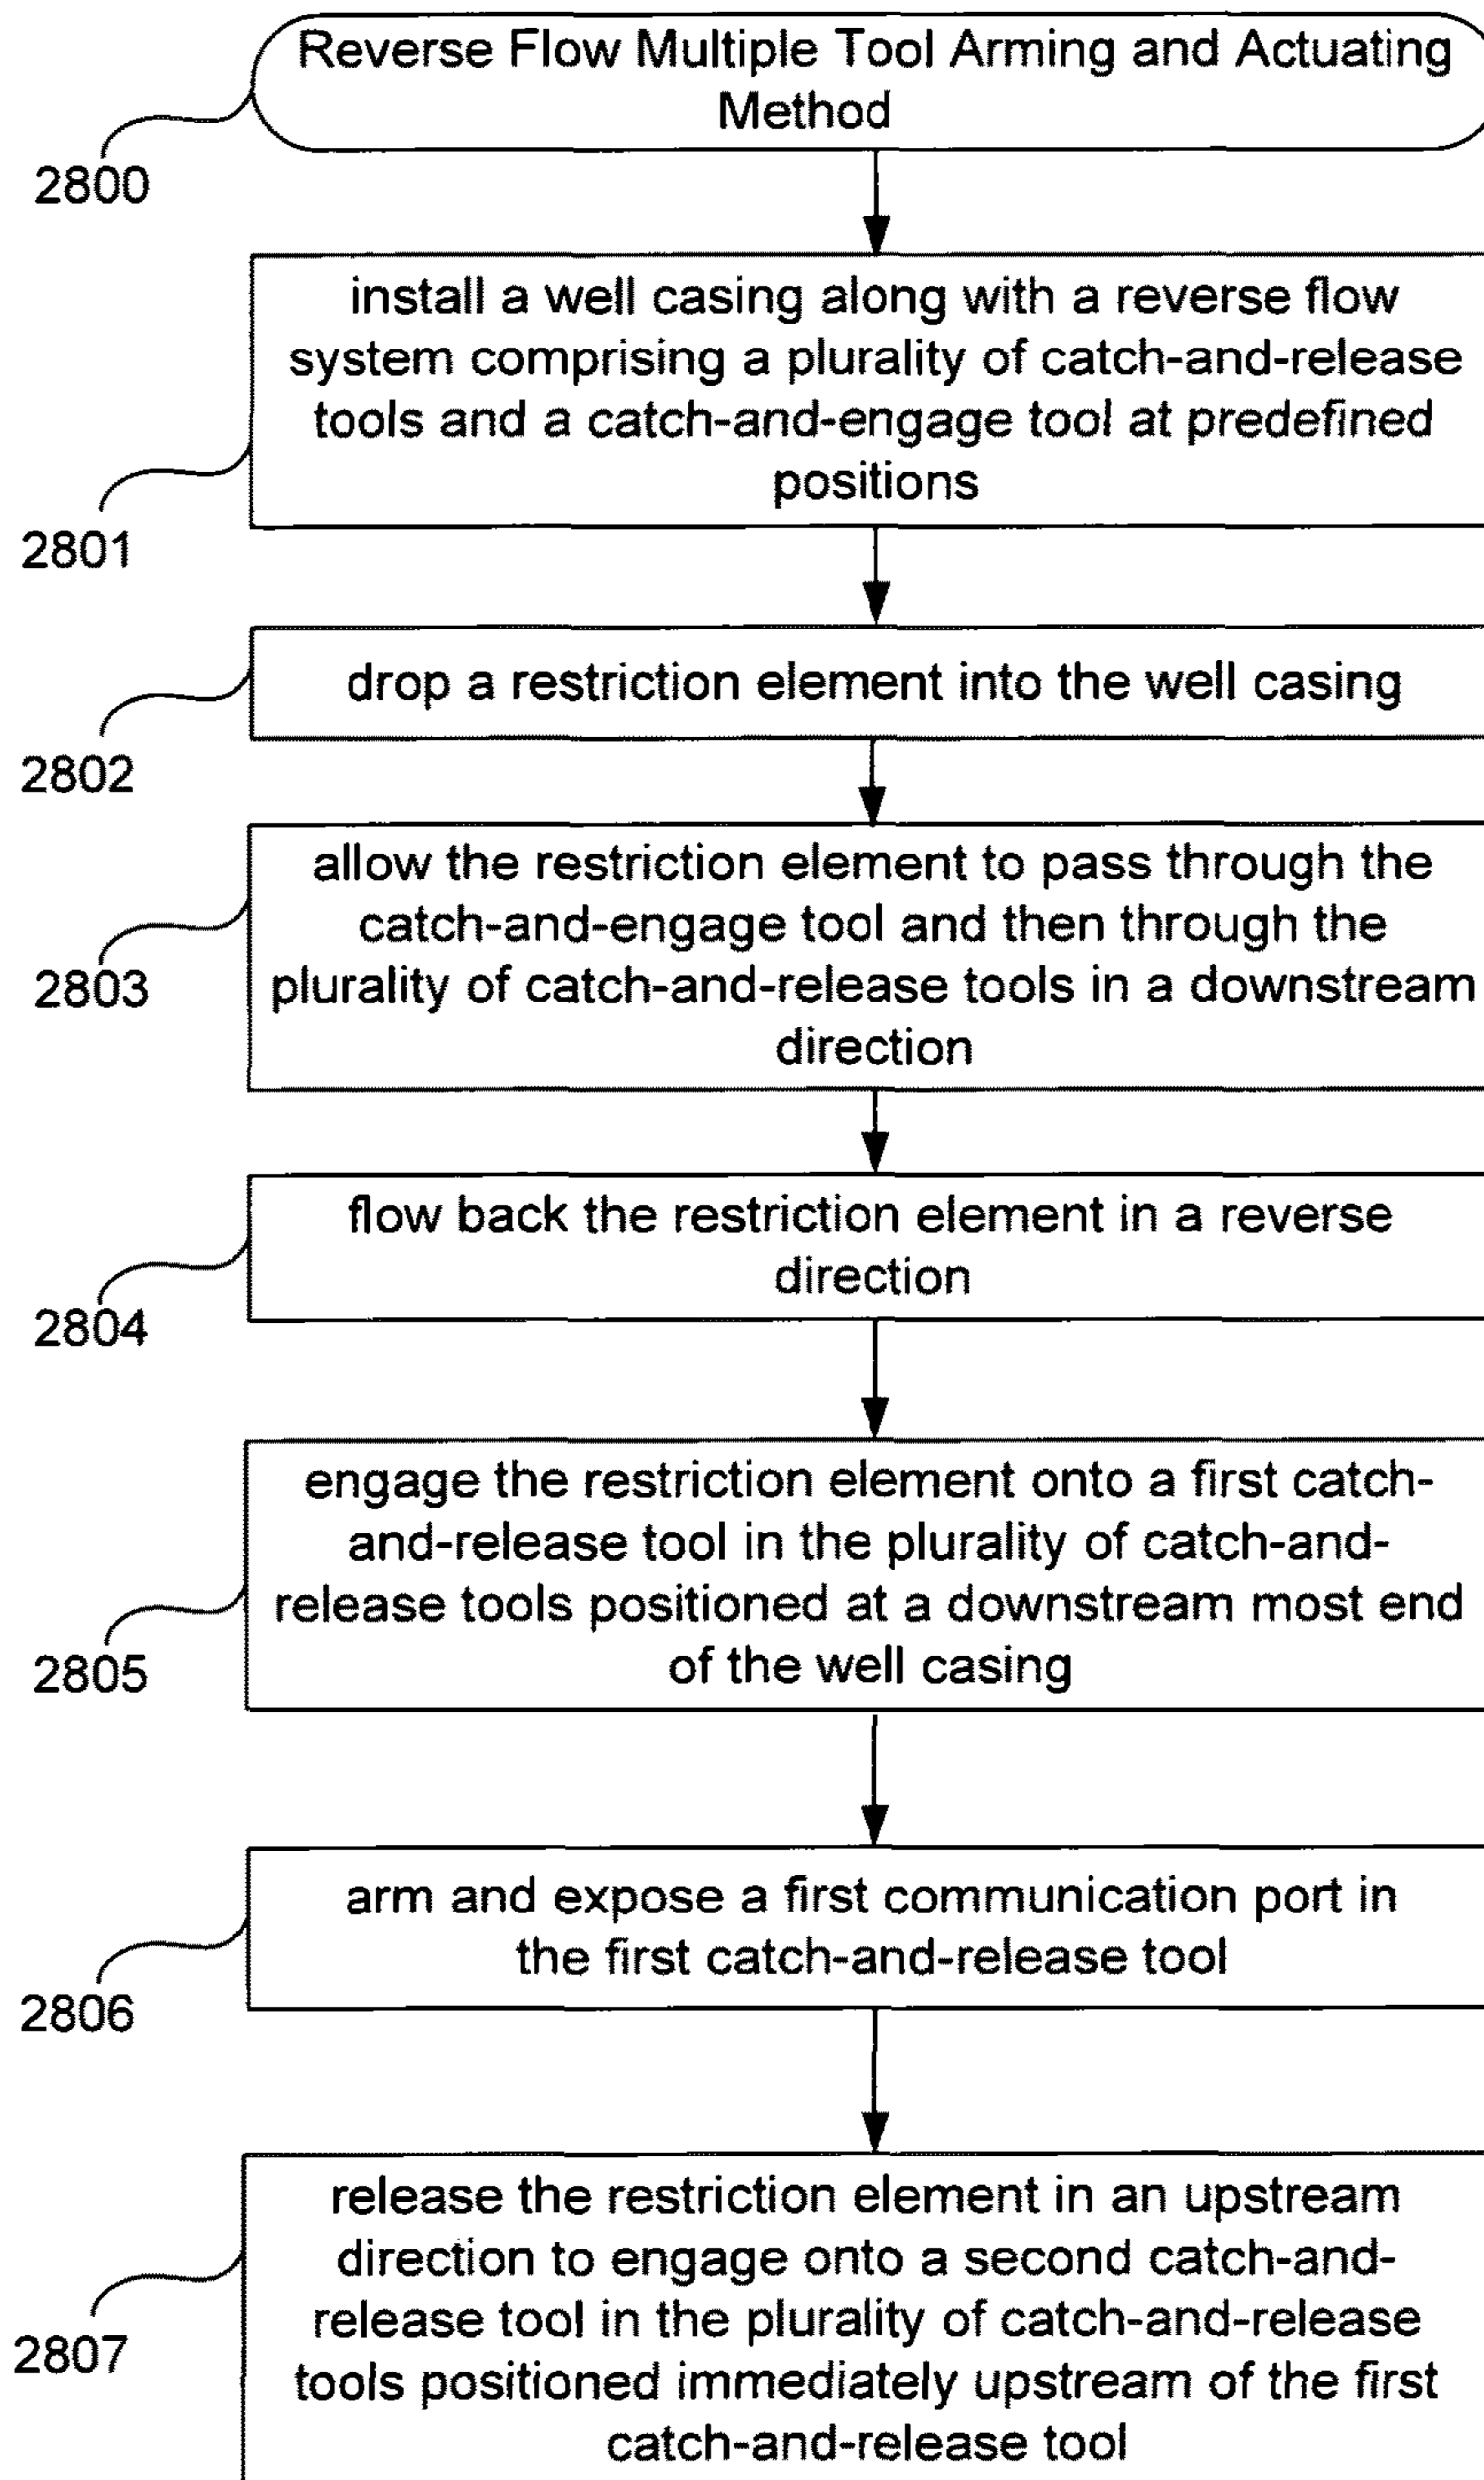 Reverse Flow Multiple Tool Arming and Actuating
Method
2800
install a well casing along with a reverse flow
system comprising a plurality of catch-and-release
tools and a catch-and-engage tool at predefined
positions
2801
drop a restriction element into the well casing
2802
allow the restriction element to pass through the
catch-and-engage tool and then through the
plurality of catch-and-release tools in a downstream
direction
2803
flow back the restriction element in a reverse
direction
2804
engage the restriction element onto a first catch-
and-release tool in the plurality of catch-and-
release tools positioned at a downstream most end
of the well casing
2805
arm and expose a first communication port in
the first catch-and-release tool
2806
release the restriction element in an upstream
direction to engage onto a second catch-and-
release tool in the plurality of catch-and-release
tools positioned immediately upstream of the first
catch-and-release tool
2807